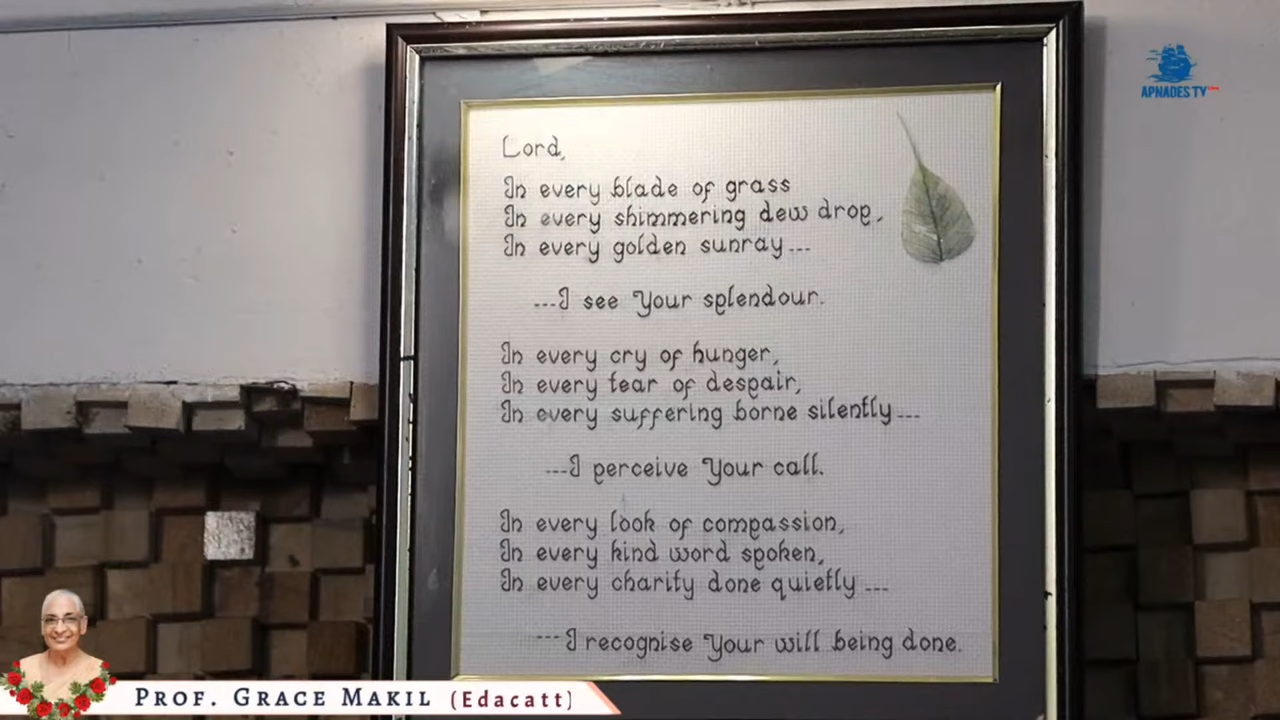 APNADES TV
Lord,
In every blade of grass
In every shimmering dew drop,
In every golden sunray...
...I see Your splendour.
In every cry of hunger,
In every tear of despair,
In every suffering borne silently...
...I perceive Your call.
In every look of compassion,
In every kind word spoken,
In every charity done quietly...
...I recognise Your will being done.
PROF. GRACE MAKIL (Edacatt)